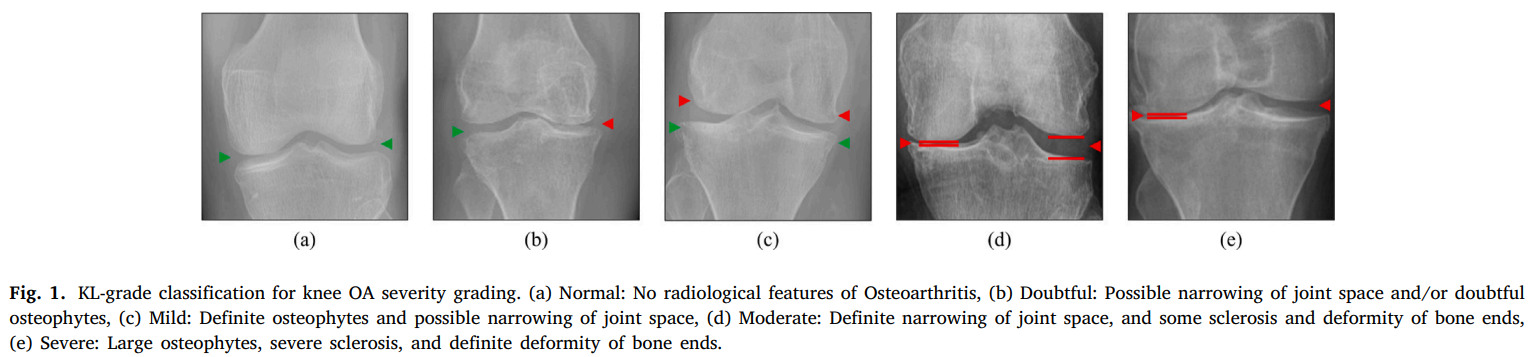 (a) (b) (c) (d) (e)
Fig. 1. KL-grade classification for knee OA severity grading. (a) Normal: No radiological features of Osteoarthritis, (b) Doubtful: Possible narrowing of joint space and/or doubtful
osteophytes, (c) Mild: Definite osteophytes and possible narrowing of joint space, (d) Moderate: Definite narrowing of joint space, and some sclerosis and deformity of bone ends,
(e) Severe: Large osteophytes, severe sclerosis, and definite deformity of bone ends.